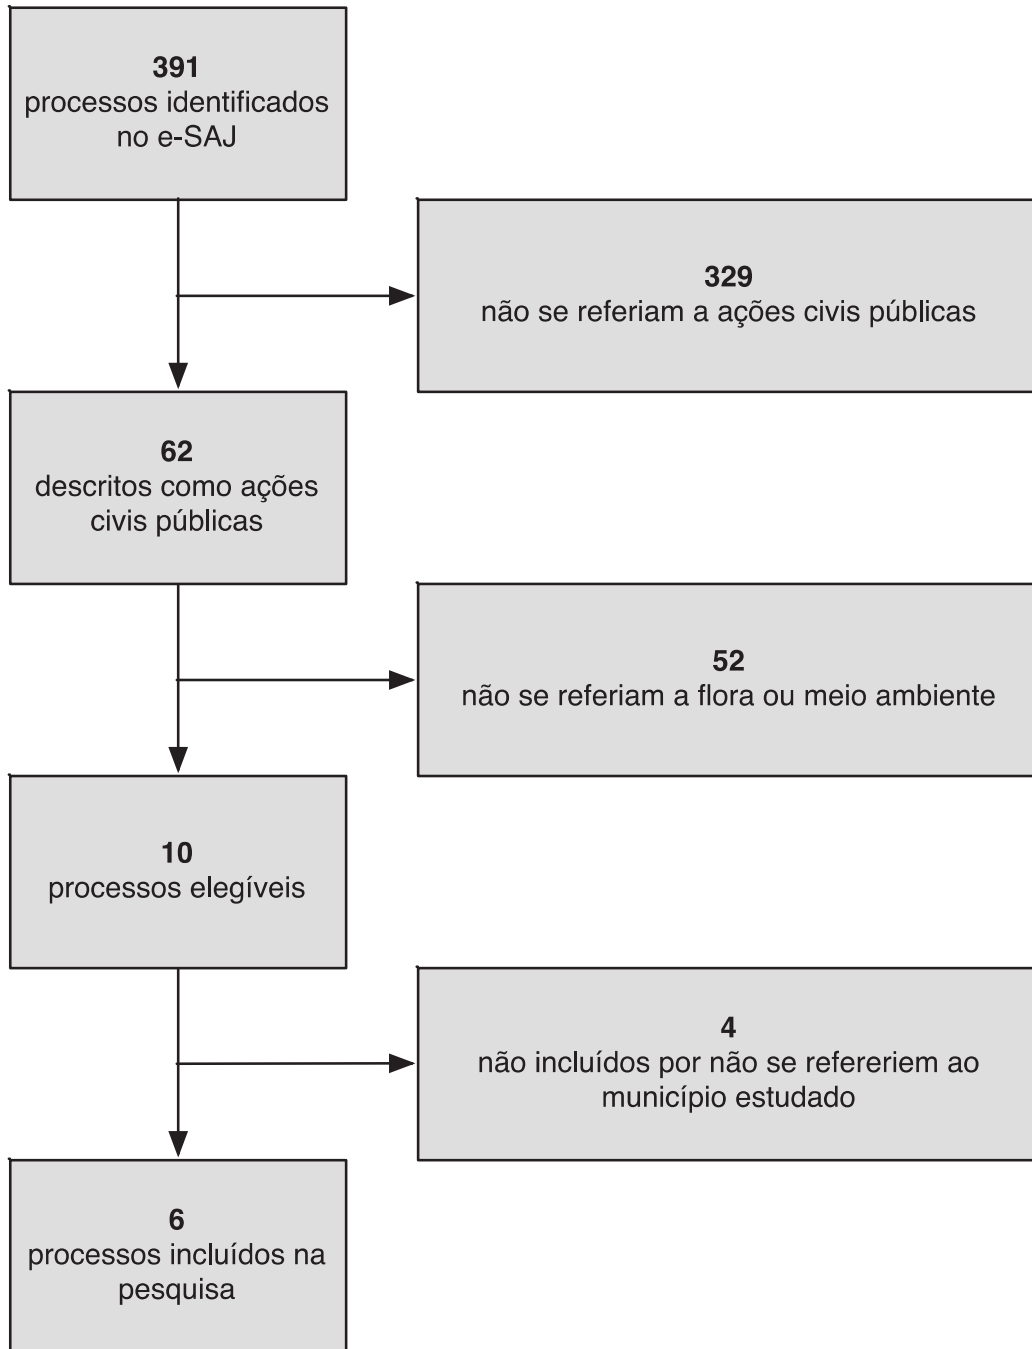 391
processos identificados
no e-SAJ
329
não se referiam a ações civis públicas
62
descritos como ações
civis públicas
52
não se referiam a flora ou meio ambiente
10
processos elegíveis
4
não incluídos por não se refereriem ao
município estudado
6
processos incluídos na
pesquisa